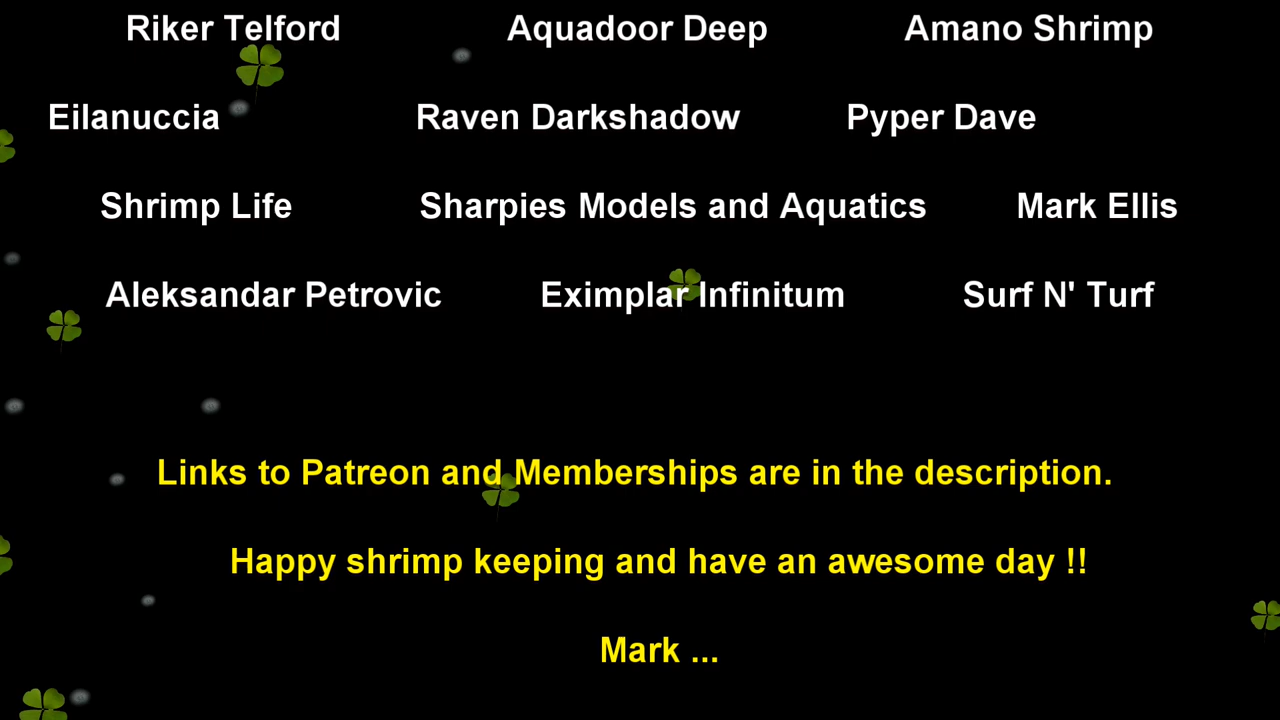 Riker Telford Aquadoor Deep Amano Shrimp
Eilanuccia Raven Darkshadow Pyper Dave
Shrimp Life Sharpies Models and Aquatics Mark Ellis
Aleksandar Petrovic Eximplar Infinitum Surf N' Turf
Links to Patreon and Memberships are in the description.
Happy shrimp keeping and have an awesome day !!
Mark ...